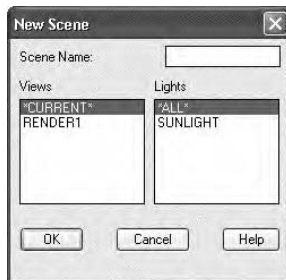 New Scene
Scene Name:
Views Lights
*CURRENT* *ALL*
RENDER1 SUNLIGHT
OK Cancel Help